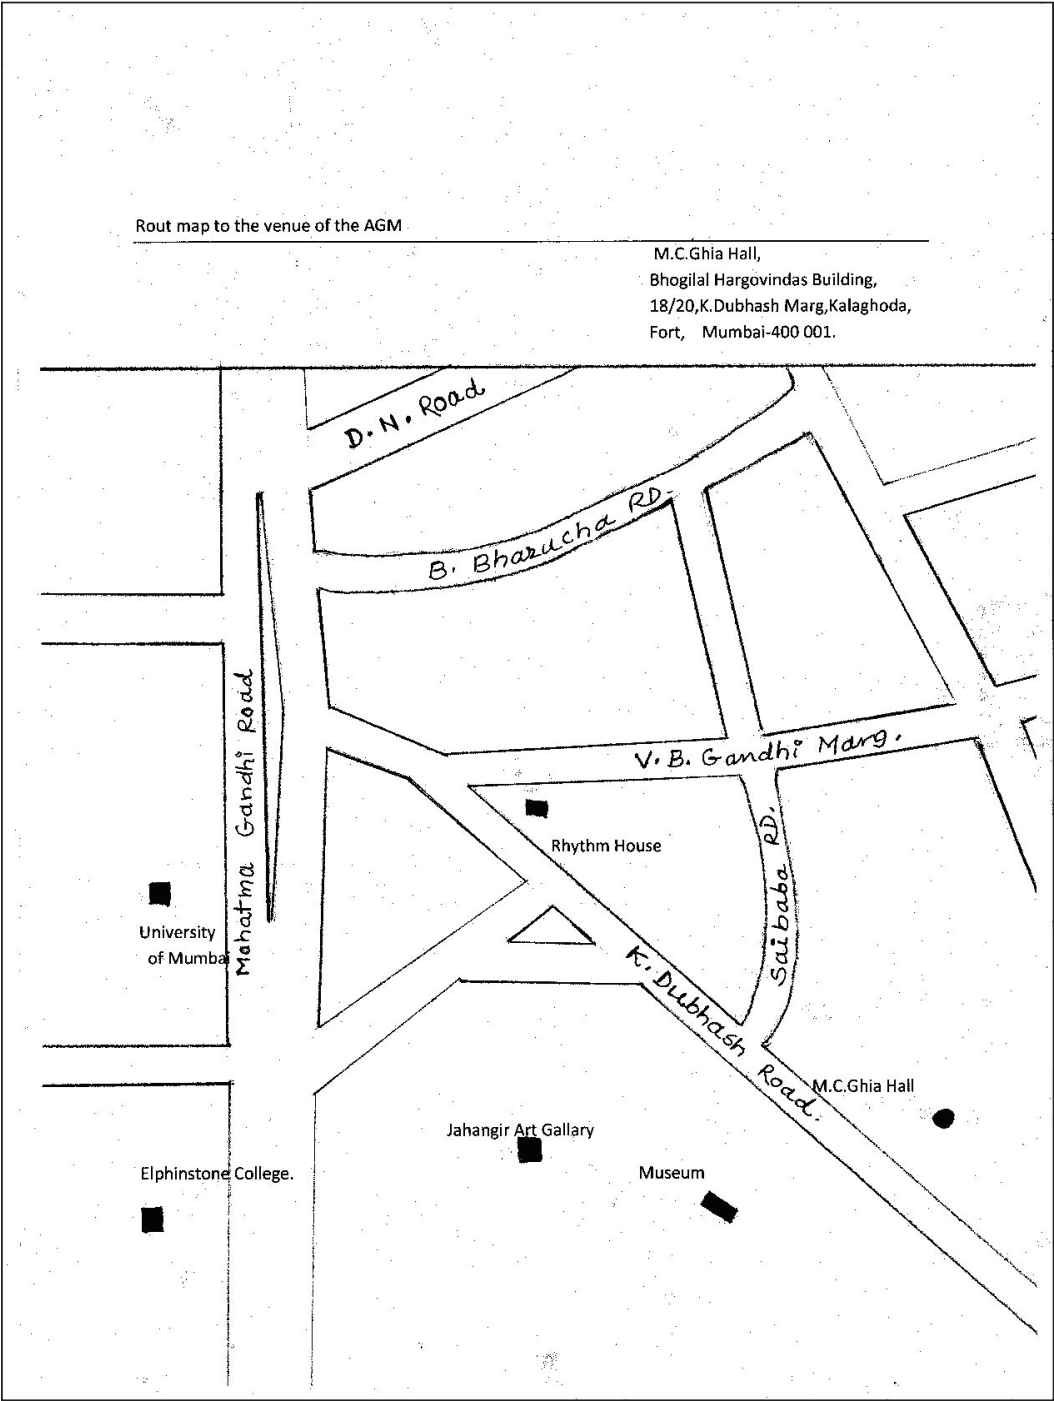 Rout map to the venue of the AGM
M.C.Ghia Hall,
Bhogilal Hargovindas Building,
18/20,K.Dubhash Marg,Kalaghoda,
Fort, Mumbai-400 001.
D.N. Road
B. Bharucha RD.
Mahatma Gandhi Road
V.B. Gandhi Marg.
Rhythm House
Saibaba RD.
University
of Mumbai
K. Dubhash Road.
M.C.Ghia Hall
Jahangir Art Gallary
Elphinstone College.
Museum